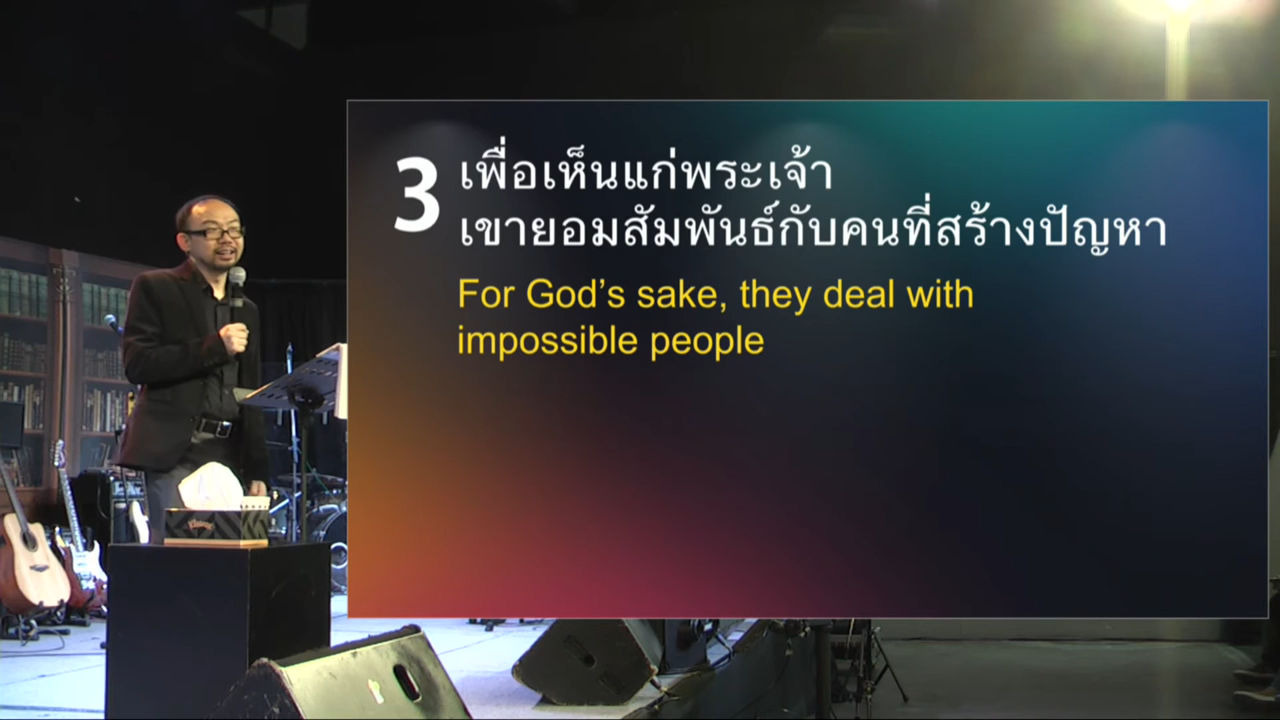 3 เพื่อเห็นแก่พระเจ้า
เขายอมสัมพันธ์กับคนที่สร้างปัญหา
For God’s sake, they deal with
impossible people
Kleenex